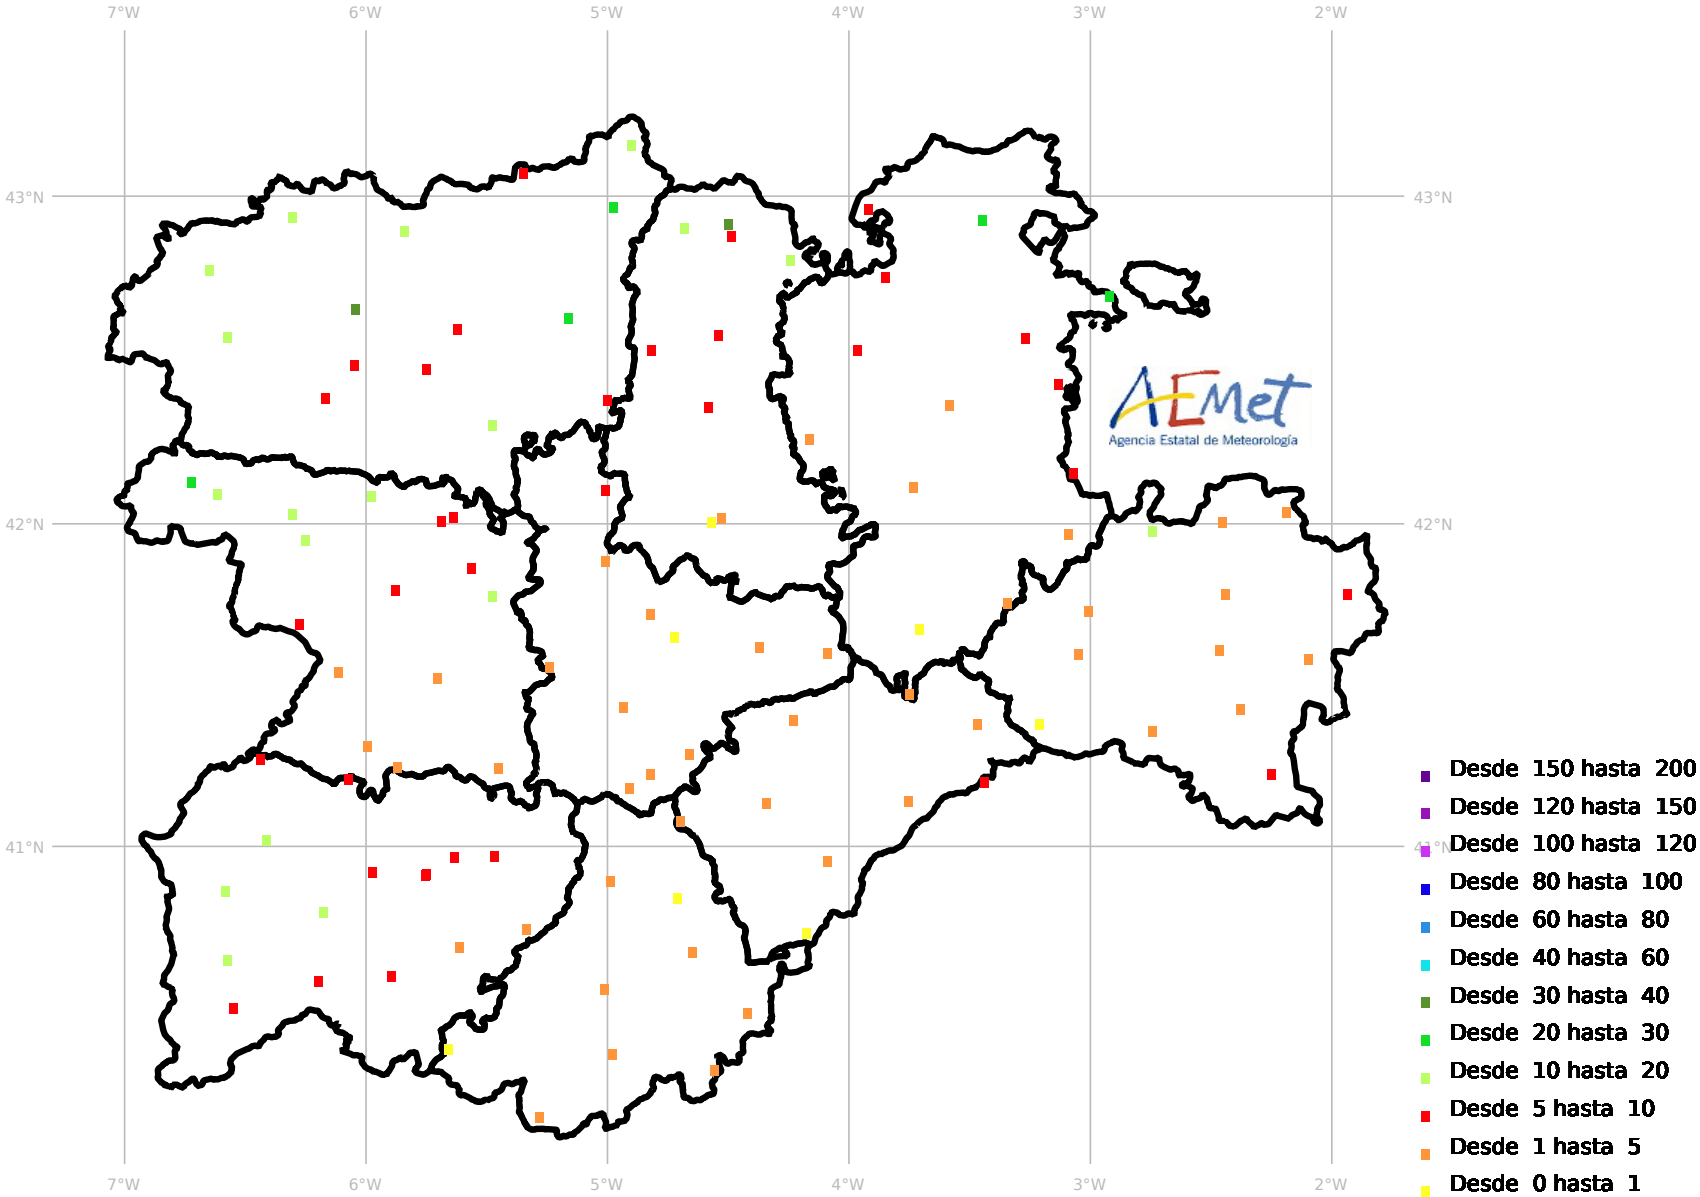 7°W 6°W 5°W 4°W 3°W 2°W
43°N 43°N
AEMet
Agencia Estatal de Meteorología
42°N 42°N
Desde 150 hasta 200
Desde 120 hasta 150
41°N 41°N
Desde 100 hasta 120
Desde 80 hasta 100
Desde 60 hasta 80
Desde 40 hasta 60
Desde 30 hasta 40
Desde 20 hasta 30
Desde 10 hasta 20
Desde 5 hasta 10
Desde 1 hasta 5
Desde 0 hasta 1
7°W 6°W 5°W 4°W 3°W 2°W